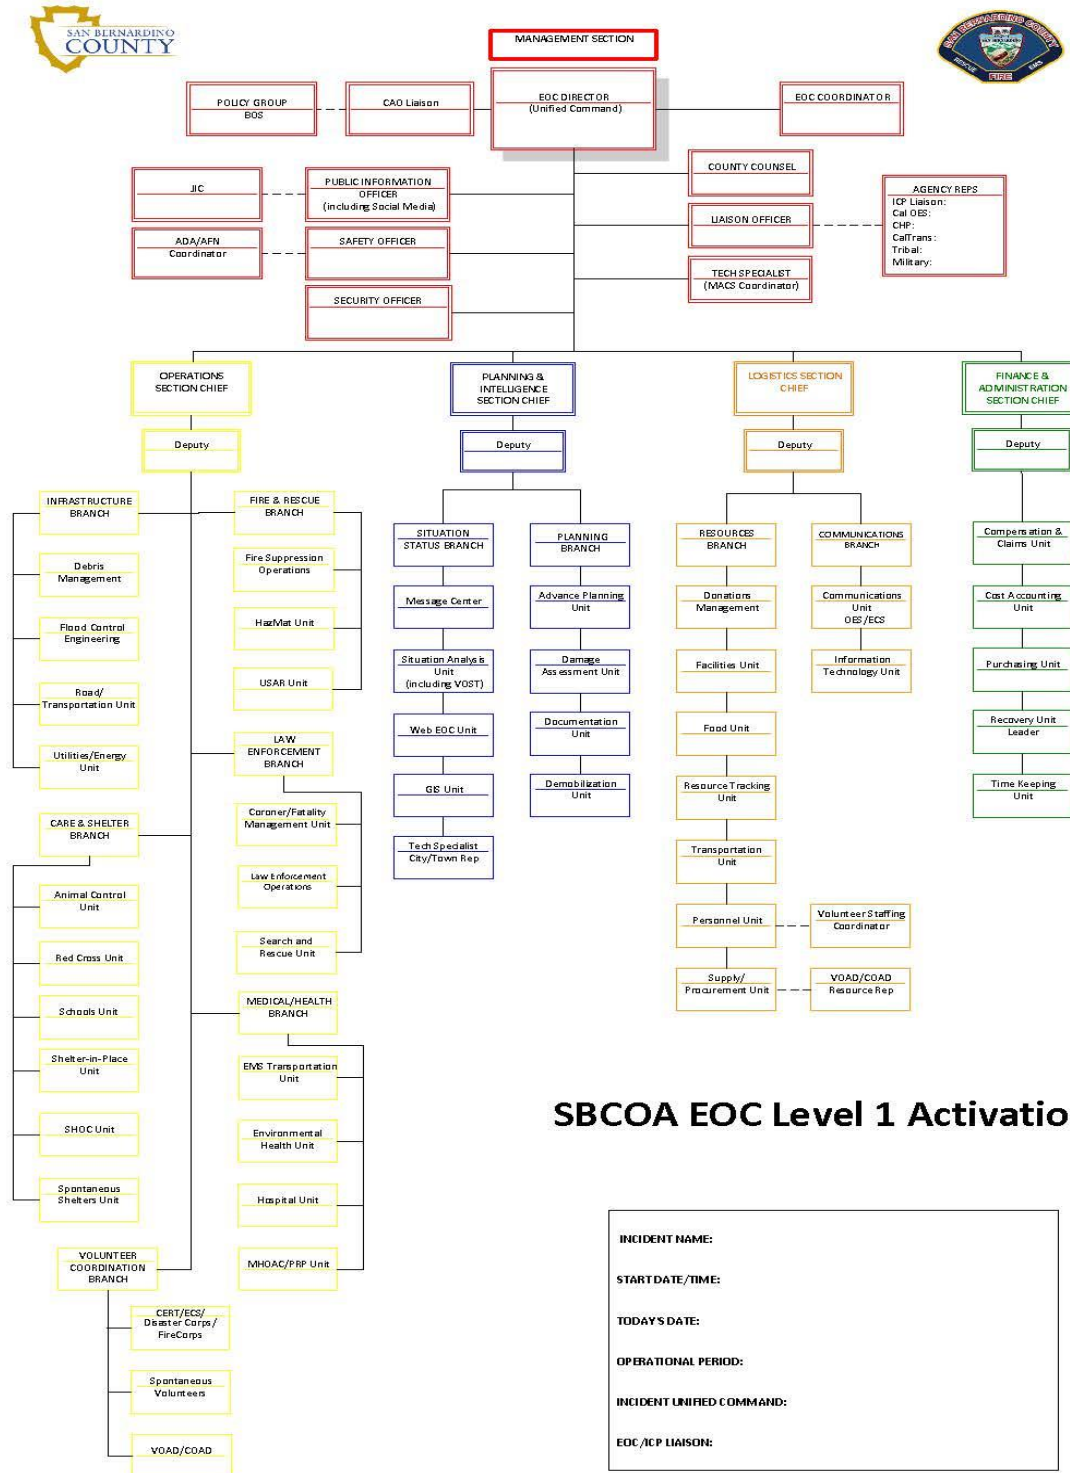 SAN BERNARDINO
COUNTY
MANAGEMENT SECTION
SAN BERNARDINO COUNTY
RESCUE
EMS
FIRE
POLICY GROUP
BOS
CAO Liaison
EOC DIRECTOR
(Unified Command)
EOC COORDINATOR
JIC
PUBLIC INFORMATION
OFFICER
(including Social Media)
COUNTY COUNSEL
LIAISON OFFICER
AGENCY REPS
ICP Liaison:
Cal OES:
CHP:
CalTrans:
Tribal:
Military:
ADA/AFN
Coordinator
SAFETY OFFICER
TECH SPECIALIST
(MACS Coordinator)
SECURITY OFFICER
OPERATIONS
SECTION CHIEF
Deputy
PLANNING &
INTELLIGENCE
SECTION CHIEF
Deputy
LOGISTICS SECTION
CHIEF
Deputy
FINANCE &
ADMINISTRATION
SECTION CHIEF
Deputy
INFRASTRUCTURE
BRANCH
Debris
Management
Flood Control
Engineering
Road/
Transportation Unit
Utilities/Energy
Unit
CARE & SHELTER
BRANCH
Animal Control
Unit
Red Cross Unit
Schools Unit
Shelter-in-Place
Unit
SHOC Unit
Spontaneous
Shelters Unit
VOLUNTEER
COORDINATION
BRANCH
CERT/ECS/
Disaster Corps/
FireCorps
Spontaneous
Volunteers
VOAD/COAD
FIRE & RESCUE
BRANCH
Fire Suppression
Operations
HazMat Unit
USAR Unit
LAW
ENFORCEMENT
BRANCH
Coroner/Fatality
Management Unit
Law Enforcement
Operations
Search and
Rescue Unit
MEDICAL/HEALTH
BRANCH
EMS Transportation
Unit
Environmental
Health Unit
Hospital Unit
MHOAC/PRP Unit
SITUATION
STATUS BRANCH
Message Center
Situation Analysis
Unit
(including VOST)
Web EOC Unit
GIS Unit
Tech Specialist
City/Town Rep
PLANNING
BRANCH
Advance Planning
Unit
Damage
Assessment Unit
Documentation
Unit
Demobilization
Unit
RESOURCES
BRANCH
Donations
Management
Facilities Unit
Food Unit
Resource Tracking
Unit
Transportation
Unit
Personnel Unit
Supply/
Procurement Unit
COMMUNICATIONS
BRANCH
Communications
Unit
OES/ECS
Information
Technology Unit
Volunteer Staffing
Coordinator
VOAD/COAD
Resource Rep
Compensation &
Claims Unit
Cost Accounting
Unit
Purchasing Unit
Recovery Unit
Leader
Time Keeping
Unit
SBCOA EOC Level 1 Activatio
INCIDENT NAME:
START DATE/TIME:
TODAY'S DATE:
OPERATIONAL PERIOD:
INCIDENT UNIFIED COMMAND:
EOC/ICP LIAISON: